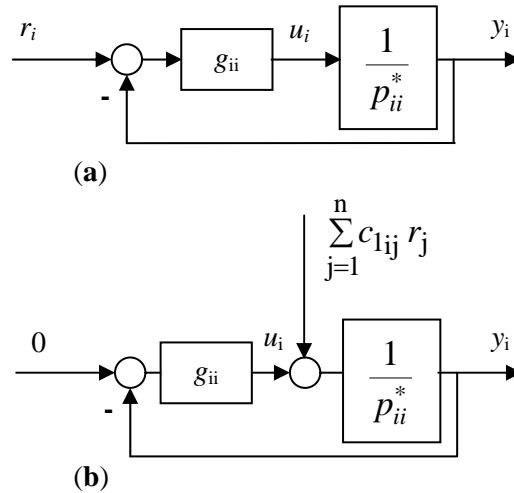 r_i
g_ii
u_i
1
p*_ii
y_i
-
(a)
n
∑ c_1ij r_j
j=1
0
g_ii
u_i
1
p*_ii
y_i
-
(b)